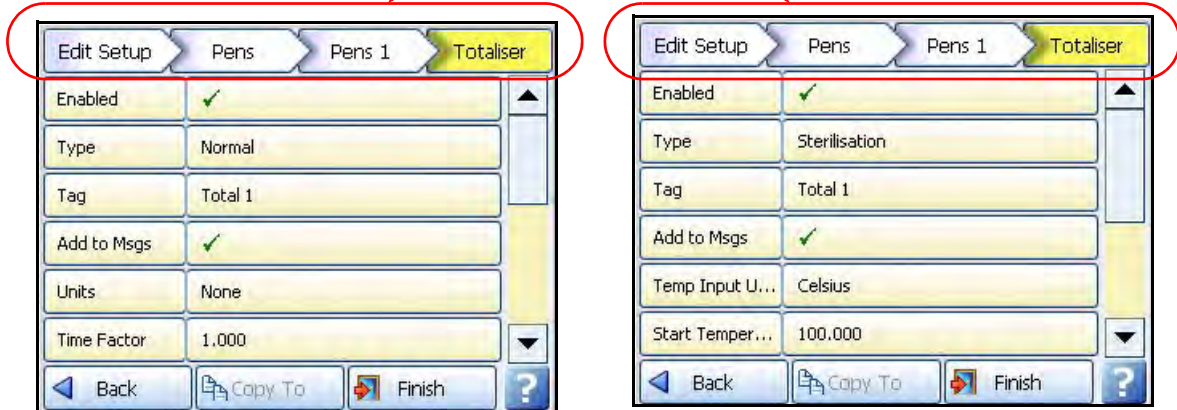 Edit Setup Pens Pens 1 Totaliser
Enabled ✓
Type Normal
Tag Total 1
Add to Msgs ✓
Units None
Time Factor 1.000
Back Copy To Finish ?
Edit Setup Pens Pens 1 Totaliser
Enabled ✓
Type Sterilisation
Tag Total 1
Add to Msgs ✓
Temp Input U... Celsius
Start Temper... 100.000
Back Copy To Finish ?